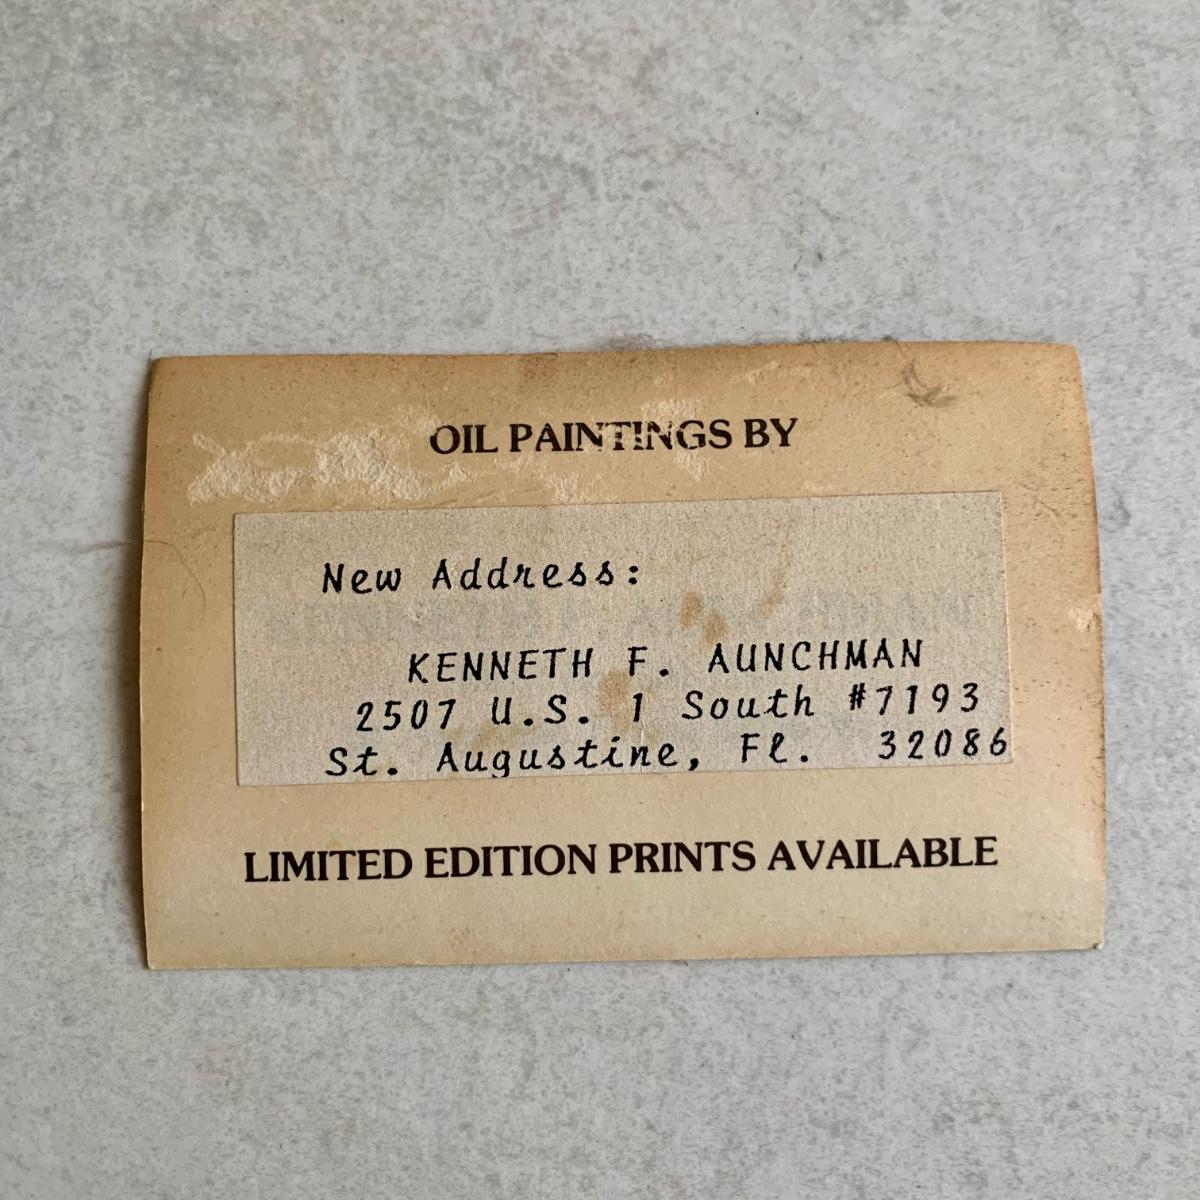 OIL PAINTINGS BY
New Address:
KENNETH F. AUNCHMAN
2507 U.S. 1 South #7193
St. Augustine, Fl. 32086
LIMITED EDITION PRINTS AVAILABLE